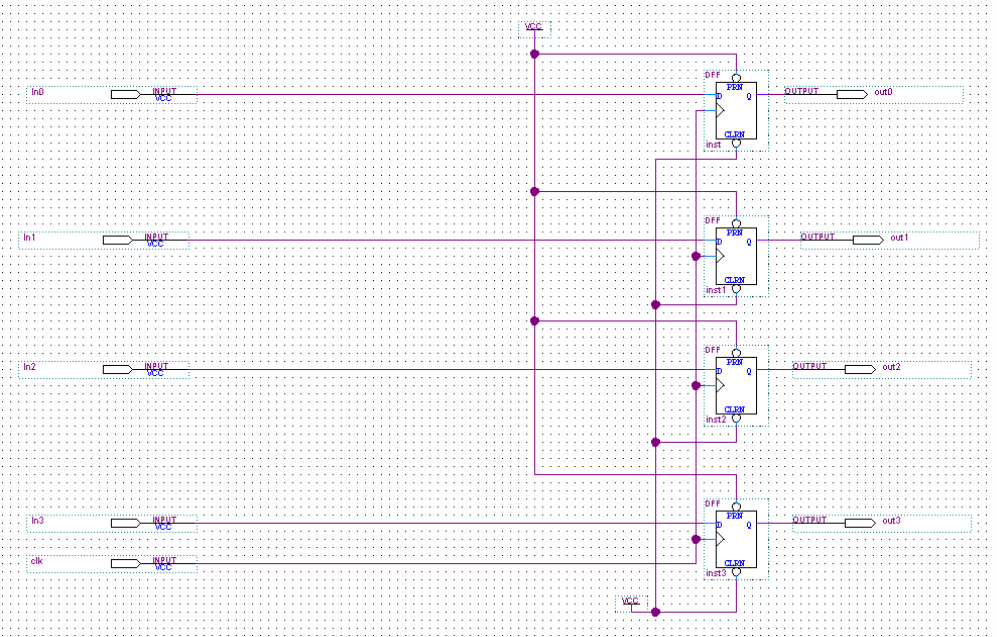 VCC
DFF
PRN
In0 INPUT VCC D Q OUTPUT out0
CLRN
inst
DFF
PRN
In1 INPUT VCC D Q OUTPUT out1
CLRN
inst1
DFF
PRN
In2 INPUT VCC D Q OUTPUT out2
CLRN
inst2
DFF
PRN
In3 INPUT VCC D Q OUTPUT out3
clk INPUT VCC
CLRN
inst3
VCC